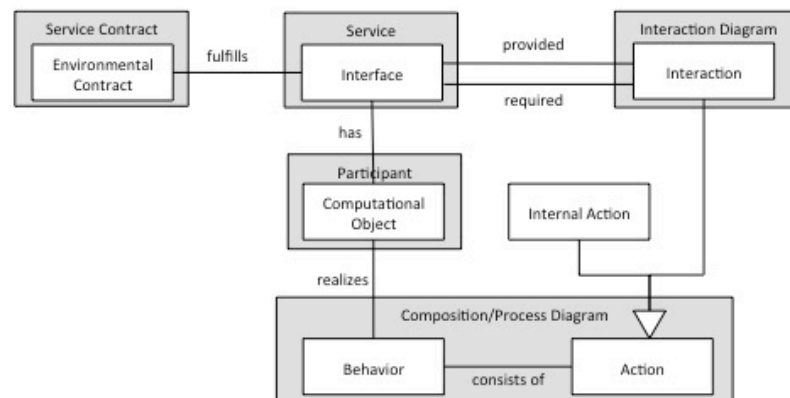 Service Contract
Service
Interaction Diagram
Environmental
Contract
fulfills
Interface
provided
required
Interaction
has
Participant
Computational
Object
Internal Action
realizes
Composition/Process Diagram
Behavior
consists of
Action